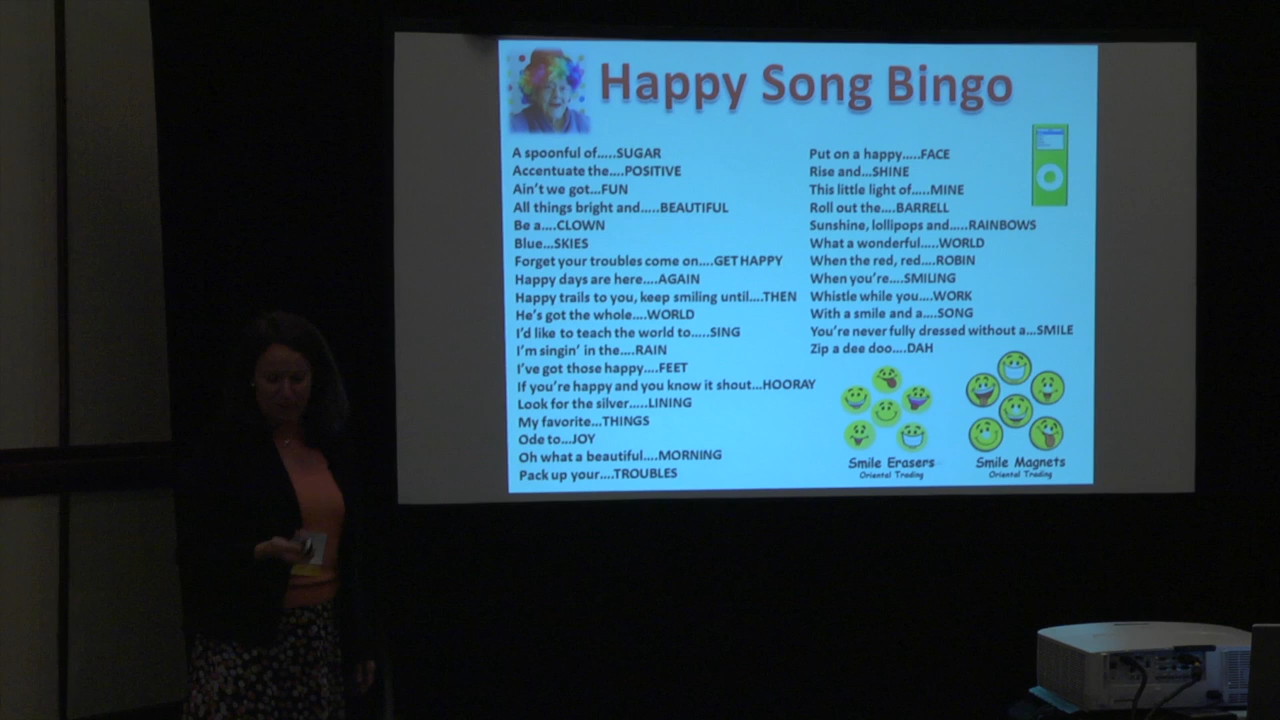 Happy Song Bingo
A spoonful of.....SUGAR
Accentuate the....POSITIVE
Ain't we got...FUN
All things bright and.....BEAUTIFUL
Be a....CLOWN
Blue...SKIES
Forget your troubles come on....GET HAPPY
Happy days are here....AGAIN
Happy trails to you, keep smiling until....THEN
He's got the whole....WORLD
I'd like to teach the world to.....SING
I'm singin' in the....RAIN
I've got those happy....FEET
If you're happy and you know it shout...HOORAY
Look for the silver.....LINING
My favorite...THINGS
Ode to...JOY
Oh what a beautiful....MORNING
Pack up your....TROUBLES
Put on a happy.....FACE
Rise and...SHINE
This little light of.....MINE
Roll out the....BARRELL
Sunshine, lollipops and.....RAINBOWS
What a wonderful.....WORLD
When the red, red....ROBIN
When you're....SMILING
Whistle while you....WORK
With a smile and a....SONG
You're never fully dressed without a...SMILE
Zip a dee doo....DAH
Smile Erasers
Oriental Trading
Smile Magnets
Oriental Trading